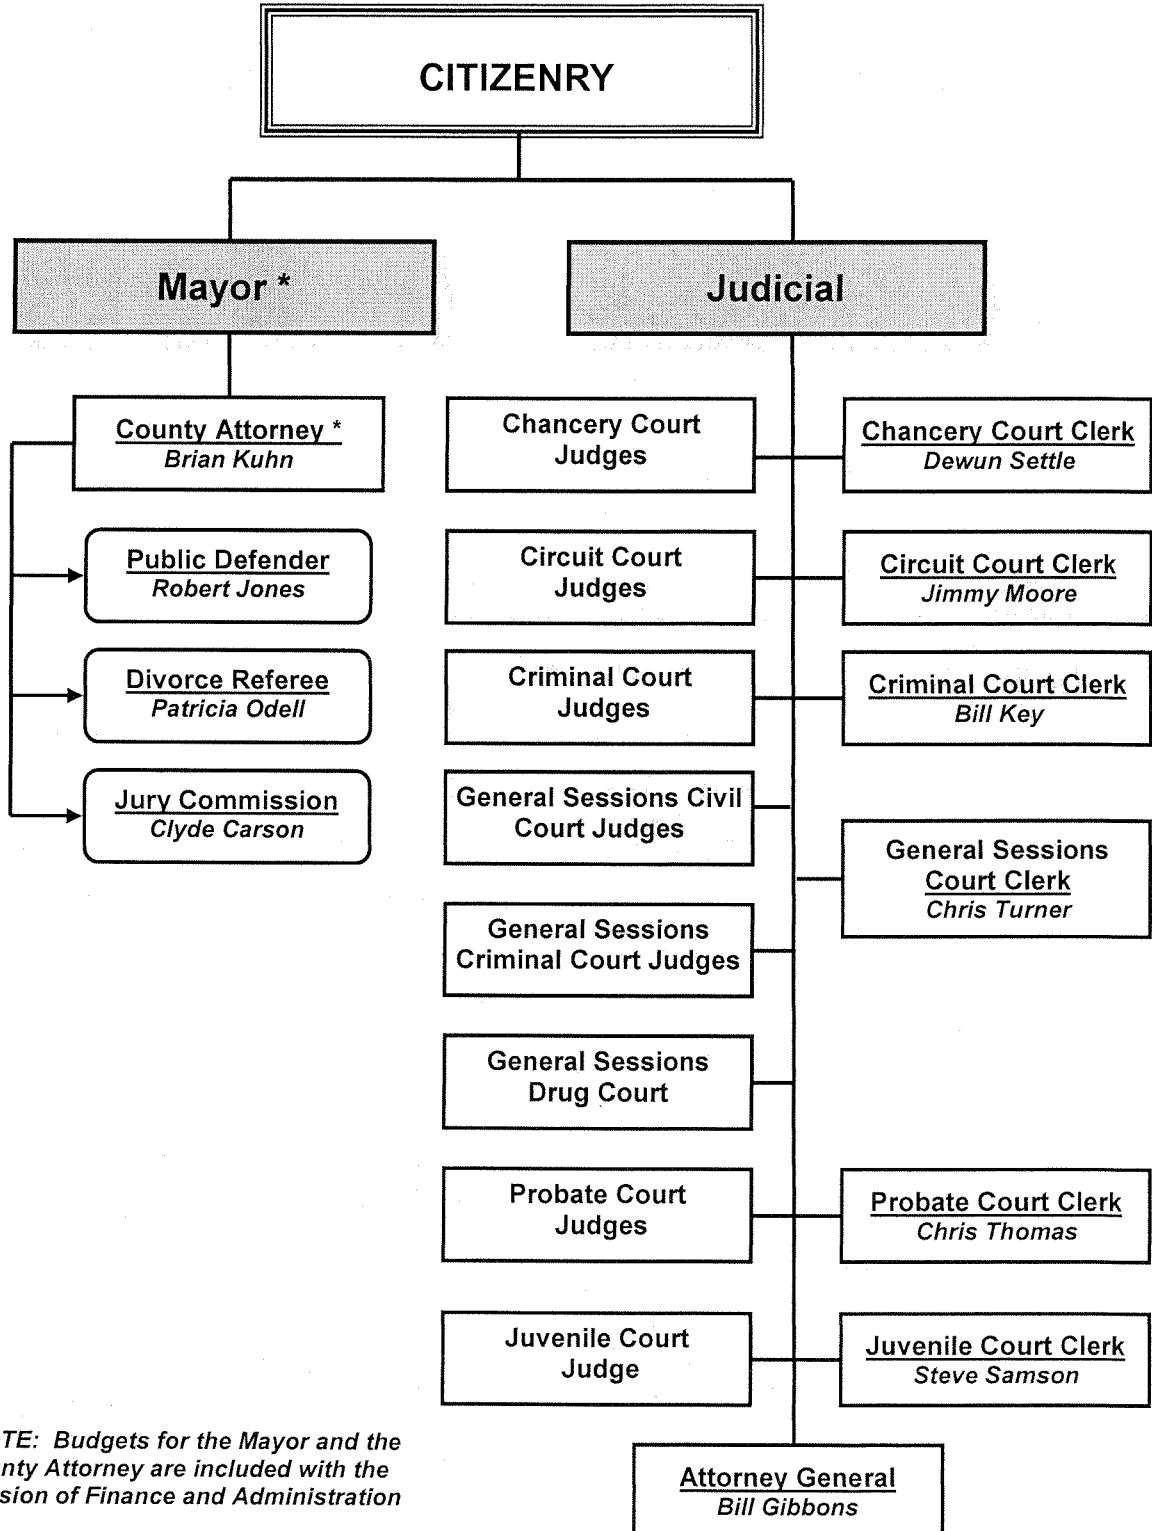 CITIZENRY
Mayor *
Judicial
County Attorney *
Brian Kuhn
Public Defender
Robert Jones
Divorce Referee
Patricia Odell
Jury Commission
Clyde Carson
Chancery Court
Judges
Chancery Court Clerk
Dewun Settle
Circuit Court
Judges
Circuit Court Clerk
Jimmy Moore
Criminal Court
Judges
Criminal Court Clerk
Bill Key
General Sessions Civil
Court Judges
General Sessions
Court Clerk
Chris Turner
General Sessions
Criminal Court Judges
General Sessions
Drug Court
Probate Court
Judges
Probate Court Clerk
Chris Thomas
Juvenile Court
Judge
Juvenile Court Clerk
Steve Samson
Attorney General
Bill Gibbons
TE: Budgets for the Mayor and the
nty Attorney are included with the
sion of Finance and Administration